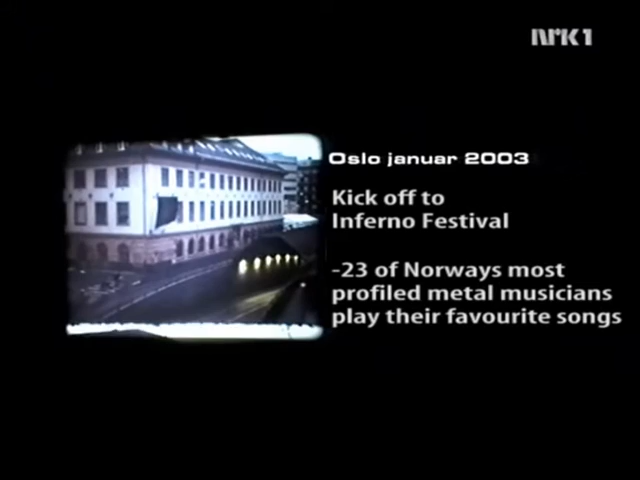 NRK1
Oslo januar 2003
Kick off to
Inferno Festival
-23 of Norways most
profiled metal musicians
play their favourite songs